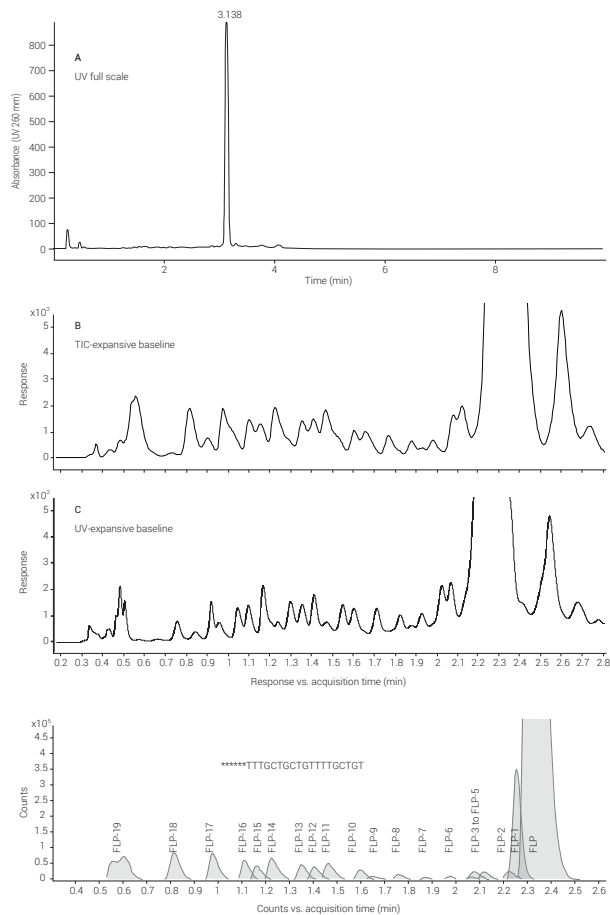 3.138
800
700
600
500
400
300
200
100
0
Absorbance (UV 260 mm)
A
UV full scale
2 4 6 8
Time (min)
x10²
5
4
3
2
1
0
Response
B
TIC-expansive baseline
x10²
5
4
3
2
1
0
Response
C
UV-expansive baseline
0.2 0.3 0.4 0.5 0.6 0.7 0.8 0.9 1 1.1 1.2 1.3 1.4 1.5 1.6 1.7 1.8 1.9 2 2.1 2.2 2.3 2.4 2.5 2.6 2.7 2.8
Response vs. acquisition time (min)
x10⁵
4.5
4
3.5
3
2.5
2
1.5
1
0.5
0
Counts
******TTTGCTGCTGTTTTGCTGT
FLP-19 FLP-18 FLP-17 FLP-16 FLP-15 FLP-14 FLP-13 FLP-12 FLP-11 FLP-10 FLP-9 FLP-8 FLP-7 FLP-6 FLP-3 to FLP-5 FLP-2 FLP-1 FLP
0.4 0.5 0.6 0.7 0.8 0.9 1 1.1 1.2 1.3 1.4 1.5 1.6 1.7 1.8 1.9 2 2.1 2.2 2.3 2.4 2.5 2.6
Counts vs. acquisition time (min)